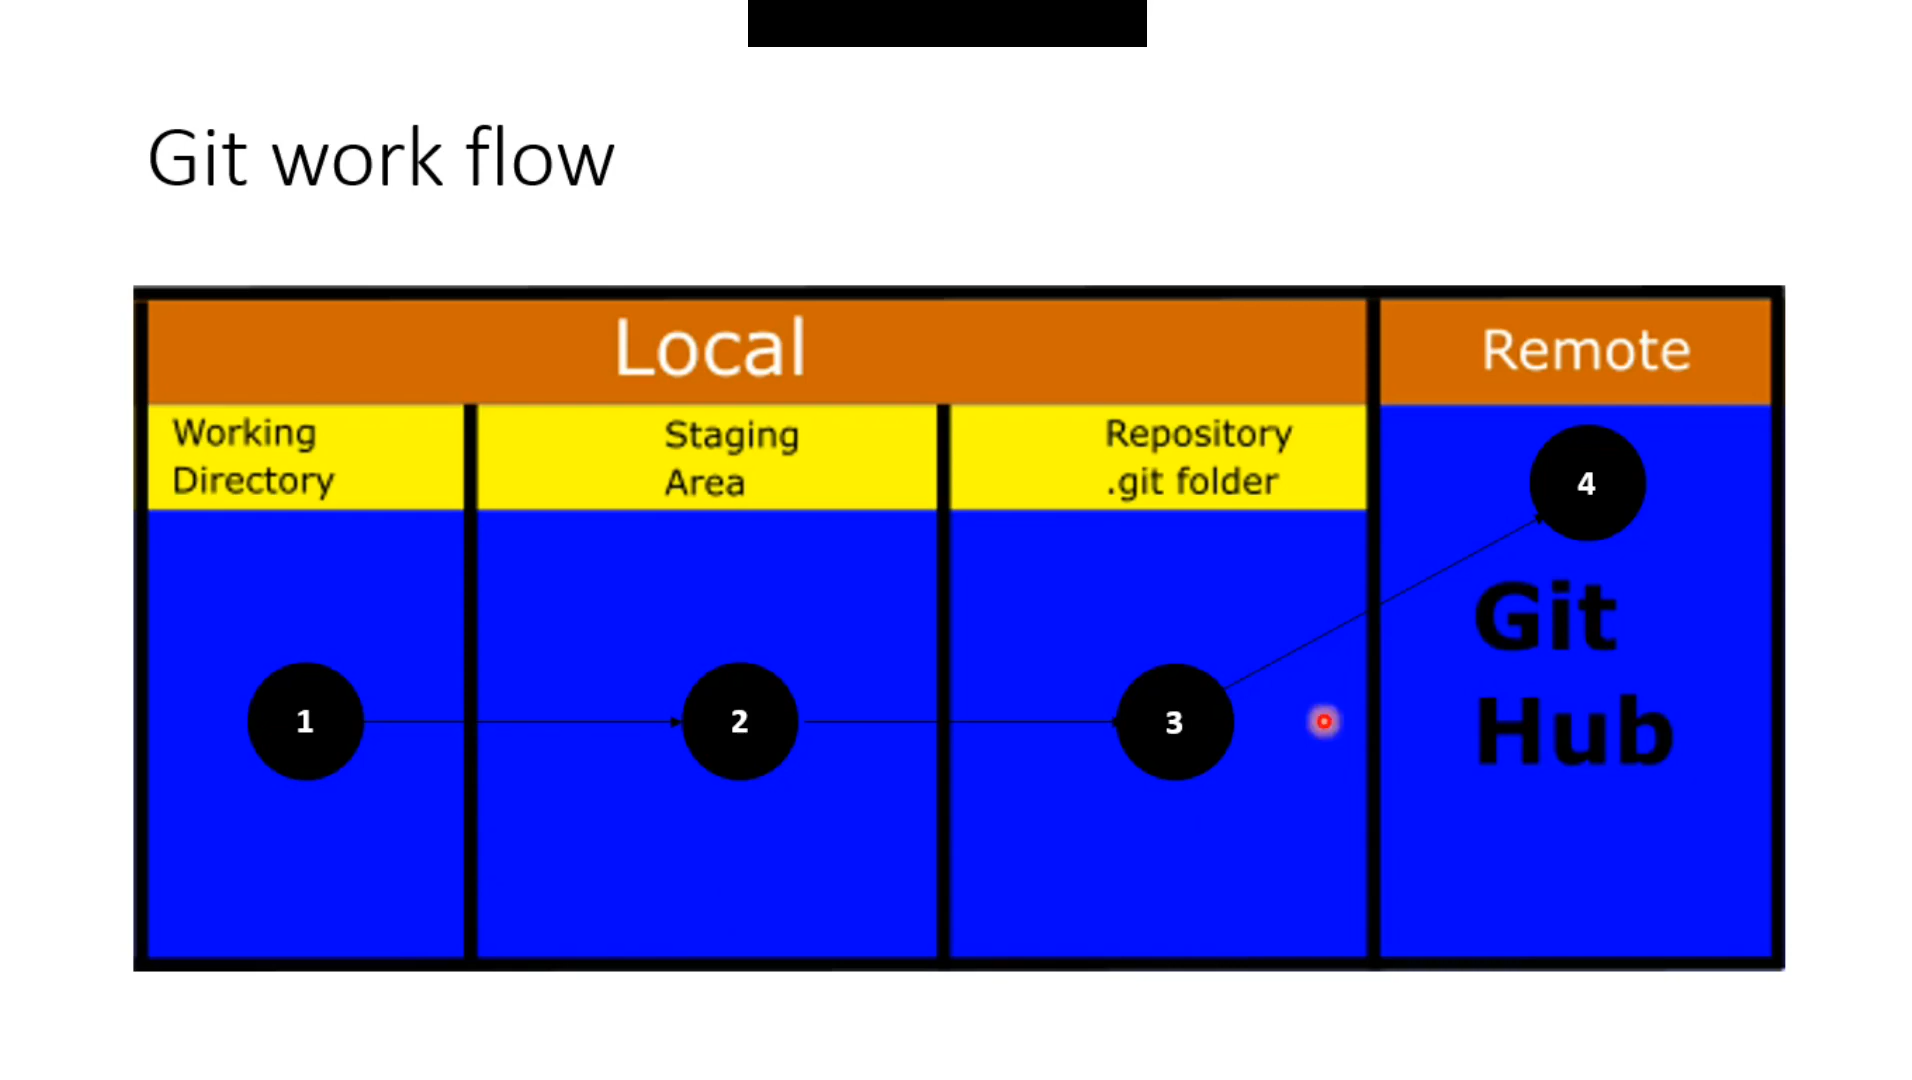 Git work flow
Local
Remote
Working
Directory
Staging
Area
Repository
.git folder
4
Git
Hub
1
2
3